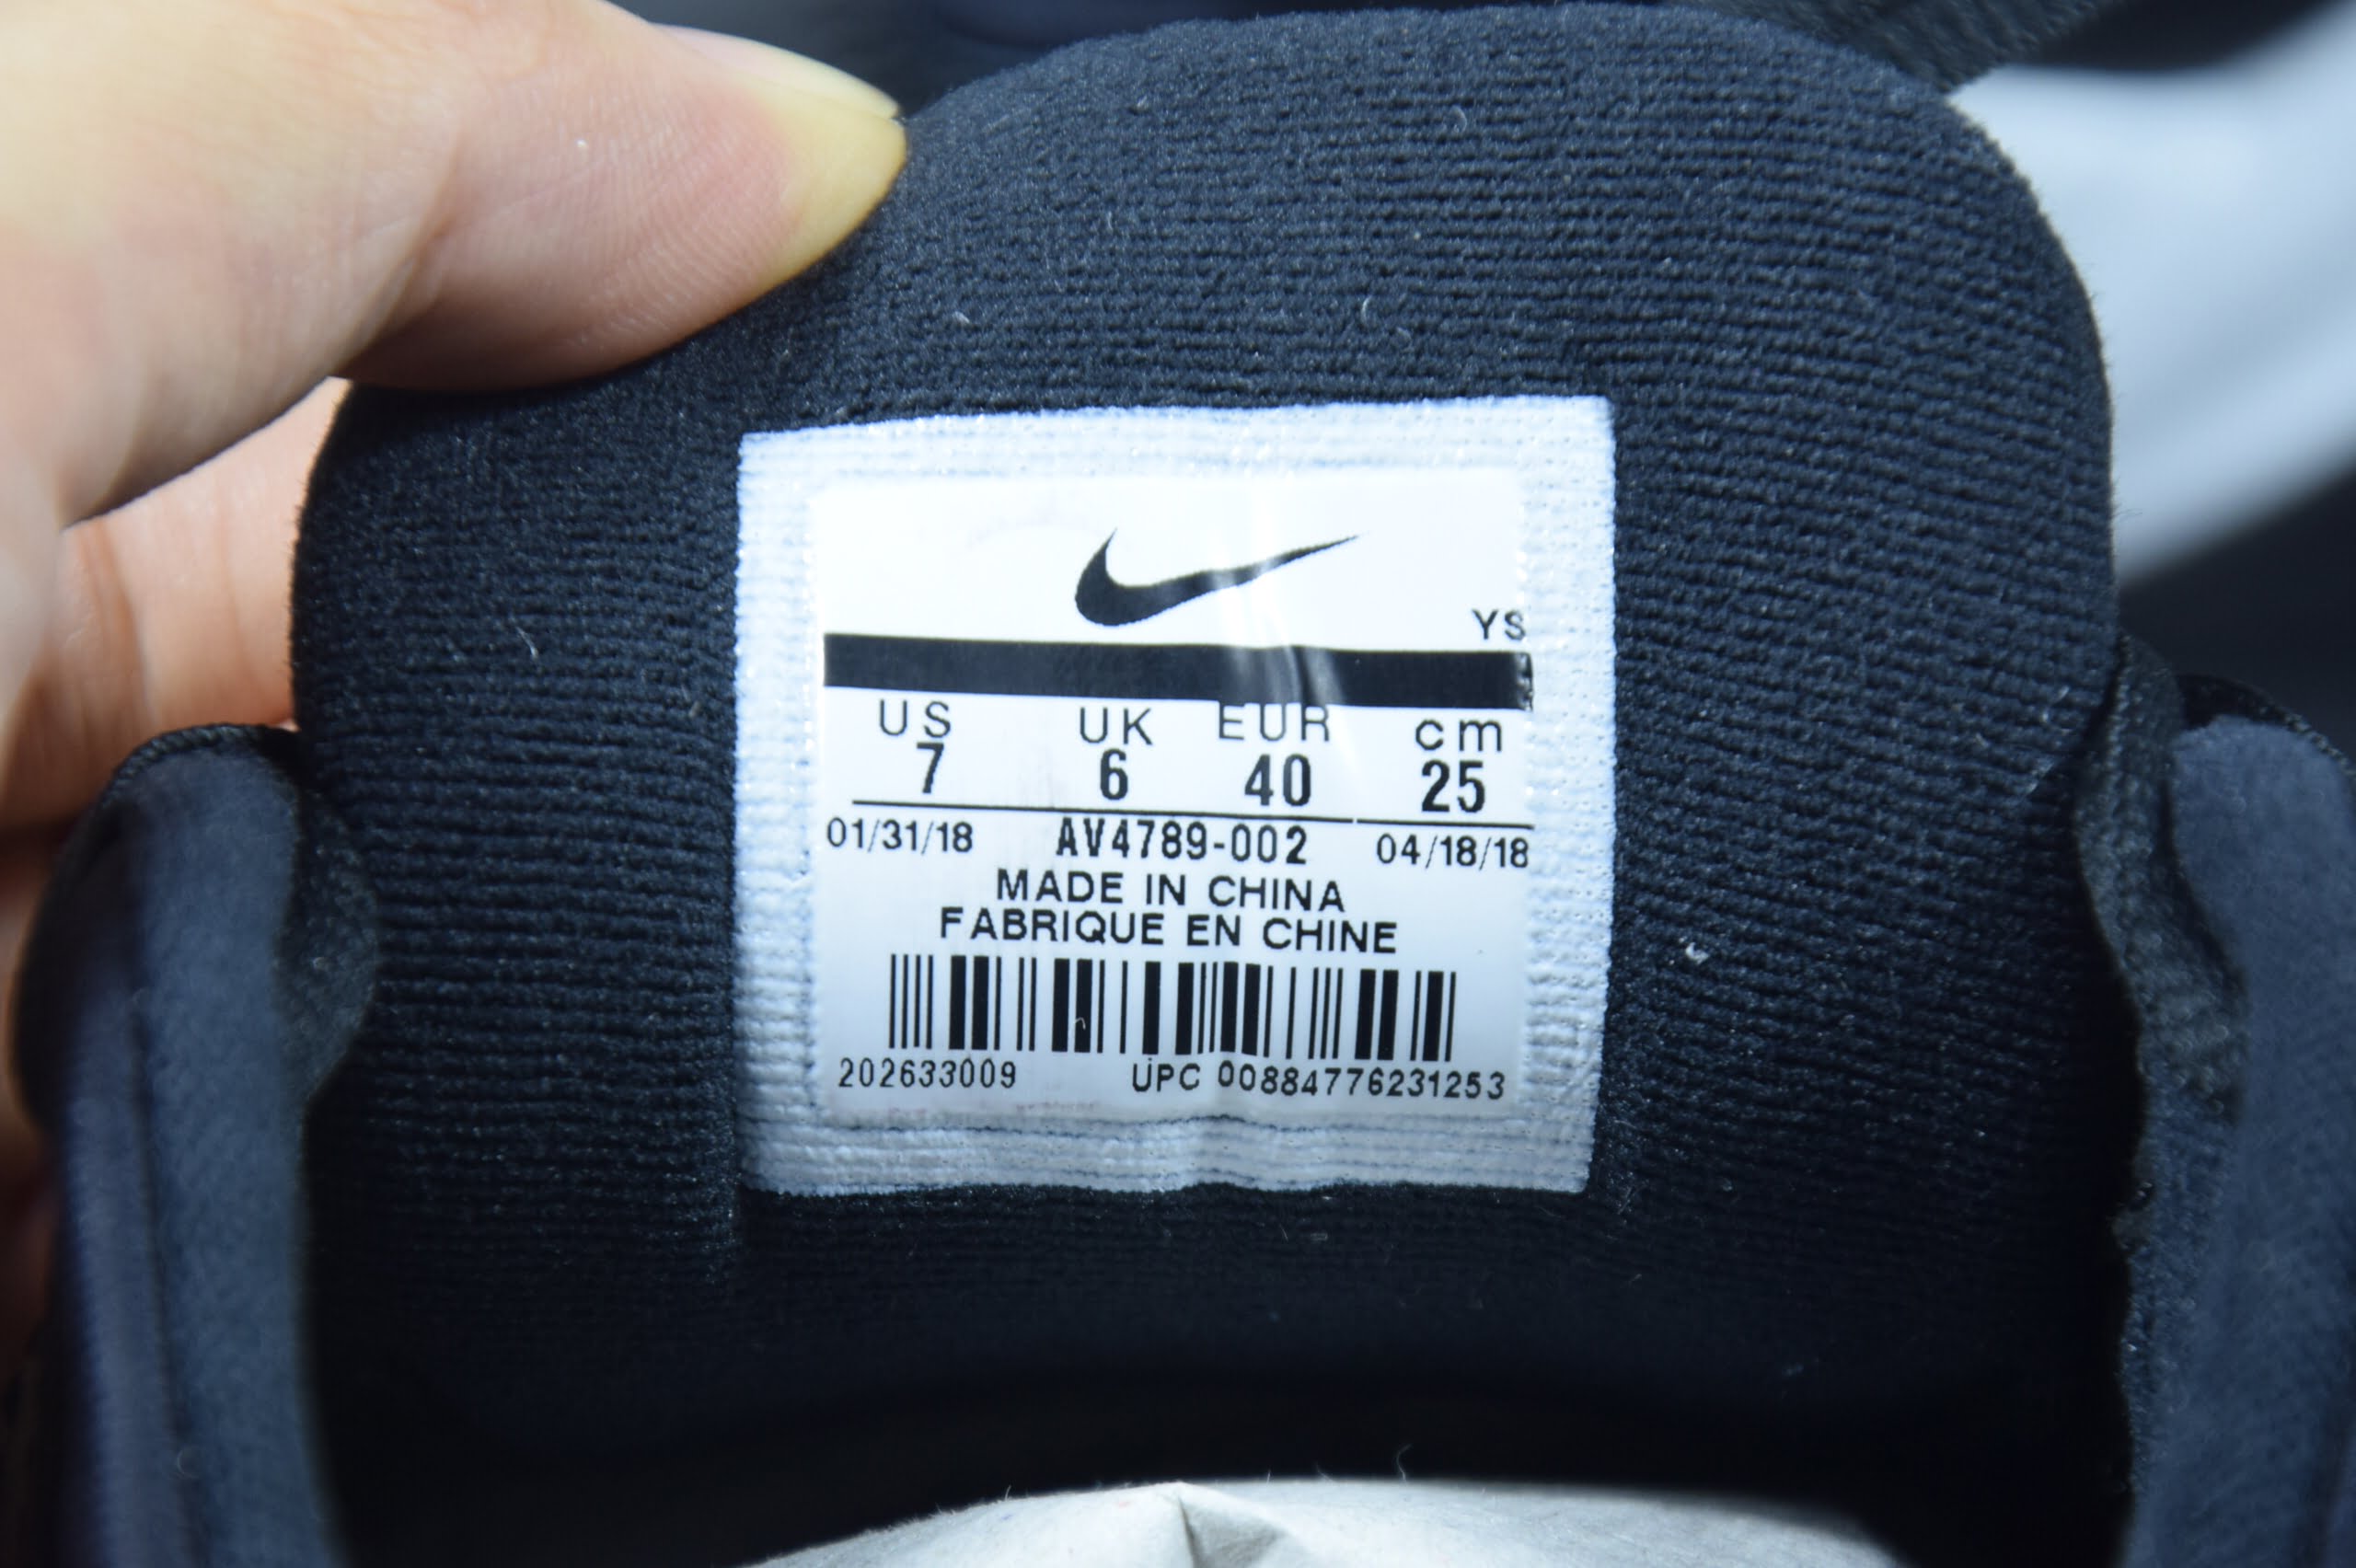 YS
US UK EUR cm
7 6 40 25
01/31/18 AV4789-002 04/18/18
MADE IN CHINA
FABRIQUE EN CHINE
202633009 UPC 00884776231253